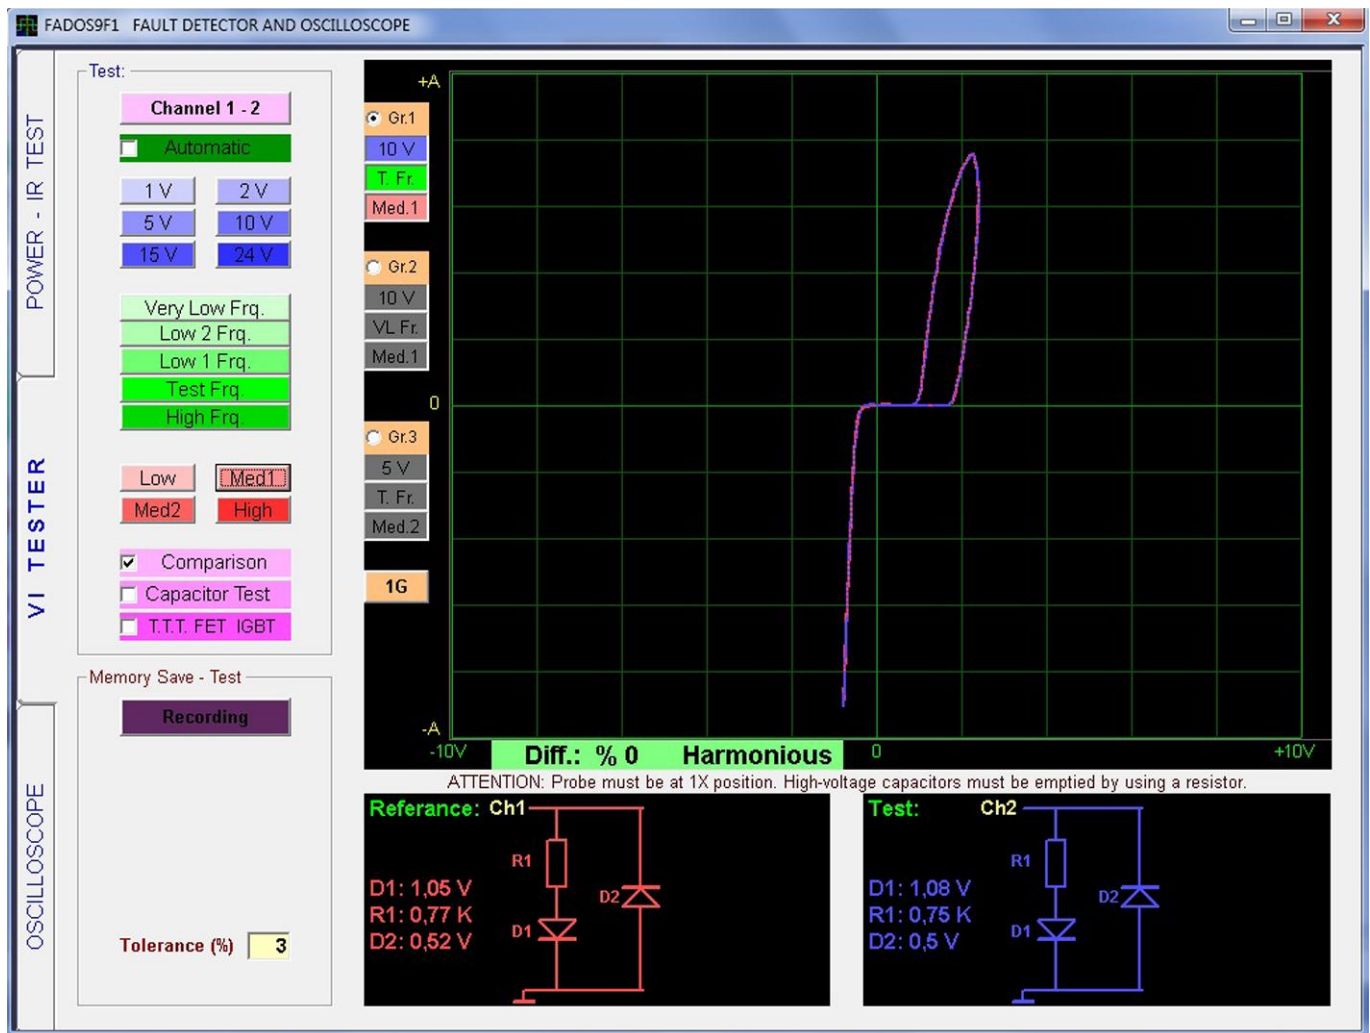 FADOS9F1 FAULT DETECTOR AND OSCILLOSCOPE
POWER - IR TEST
VI TESTER
OSCILLOSCOPE
Test:
Channel 1 - 2
Automatic
1 V 2 V
5 V 10 V
15 V 24 V
Very Low Frq.
Low 2 Frq.
Low 1 Frq.
Test Frq.
High Frq.
Low Med1
Med2 High
Comparison
Capacitor Test
T.T.T. FET IGBT
Memory Save - Test
Recording
Tolerance (%) 3
Gr.1
10 V
T. Fr.
Med.1
Gr.2
10 V
VL Fr.
Med.1
Gr.3
5 V
T. Fr.
Med.2
1G
+A
0
-A
-10V 0 +10V
Diff.: % 0 Harmonious
ATTENTION: Probe must be at 1X position. High-voltage capacitors must be emptied by using a resistor.
Referance: Ch1
R1
D2
D1
D1: 1,05 V
R1: 0,77 K
D2: 0,52 V
Test: Ch2
R1
D2
D1
D1: 1,08 V
R1: 0,75 K
D2: 0,5 V